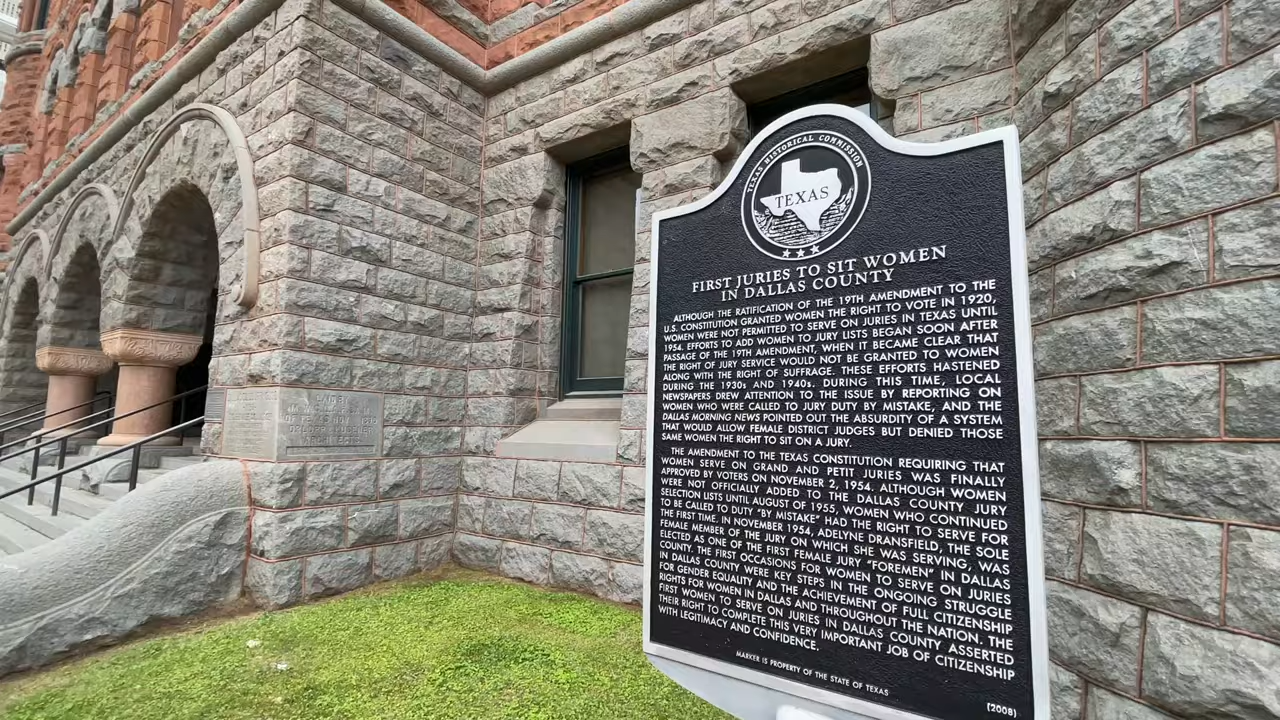 TEXAS HISTORICAL COMMISSION
TEXAS
FIRST JURIES TO SIT WOMEN
IN DALLAS COUNTY
ALTHOUGH THE RATIFICATION OF THE 19TH AMENDMENT TO THE
U.S. CONSTITUTION GRANTED WOMEN THE RIGHT TO VOTE IN 1920,
WOMEN WERE NOT PERMITTED TO SERVE ON JURIES IN TEXAS UNTIL
1954. EFFORTS TO ADD WOMEN TO JURY LISTS BEGAN SOON AFTER
PASSAGE OF THE 19TH AMENDMENT, WHEN IT BECAME CLEAR THAT
THE RIGHT OF JURY SERVICE WOULD NOT BE GRANTED TO WOMEN
ALONG WITH THE RIGHT OF SUFFRAGE. THESE EFFORTS HASTENED
DURING THE 1930s AND 1940s. DURING THIS TIME, LOCAL
NEWSPAPERS DREW ATTENTION TO THE ISSUE BY REPORTING ON
WOMEN WHO WERE CALLED TO JURY DUTY BY MISTAKE, AND THE
DALLAS MORNING NEWS POINTED OUT THE ABSURDITY OF A SYSTEM
THAT WOULD ALLOW FEMALE DISTRICT JUDGES BUT DENIED THOSE
SAME WOMEN THE RIGHT TO SIT ON A JURY.
THE AMENDMENT TO THE TEXAS CONSTITUTION REQUIRING THAT
WOMEN SERVE ON GRAND AND PETIT JURIES WAS FINALLY
APPROVED BY VOTERS ON NOVEMBER 2, 1954. ALTHOUGH WOMEN
WERE NOT OFFICIALLY ADDED TO THE DALLAS COUNTY JURY
SELECTION LISTS UNTIL AUGUST OF 1955, WOMEN WHO CONTINUED
TO BE CALLED TO DUTY “BY MISTAKE” HAD THE RIGHT TO SERVE FOR
THE FIRST TIME. IN NOVEMBER 1954, ADELYNE DRANSFIELD, THE SOLE
FEMALE MEMBER OF THE JURY ON WHICH SHE WAS SERVING, WAS
ELECTED AS ONE OF THE FIRST FEMALE JURY “FOREMEN” IN DALLAS
COUNTY. THE FIRST OCCASIONS FOR WOMEN TO SERVE ON JURIES
IN DALLAS COUNTY WERE KEY STEPS IN THE ONGOING STRUGGLE
FOR GENDER EQUALITY AND THE ACHIEVEMENT OF FULL CITIZENSHIP
RIGHTS FOR WOMEN IN DALLAS AND THROUGHOUT THE NATION. THE
FIRST WOMEN TO SERVE ON JURIES IN DALLAS COUNTY ASSERTED
THEIR RIGHT TO COMPLETE THIS VERY IMPORTANT JOB OF CITIZENSHIP
WITH LEGITIMACY AND CONFIDENCE.
MARKER IS PROPERTY OF THE STATE OF TEXAS
(2008)